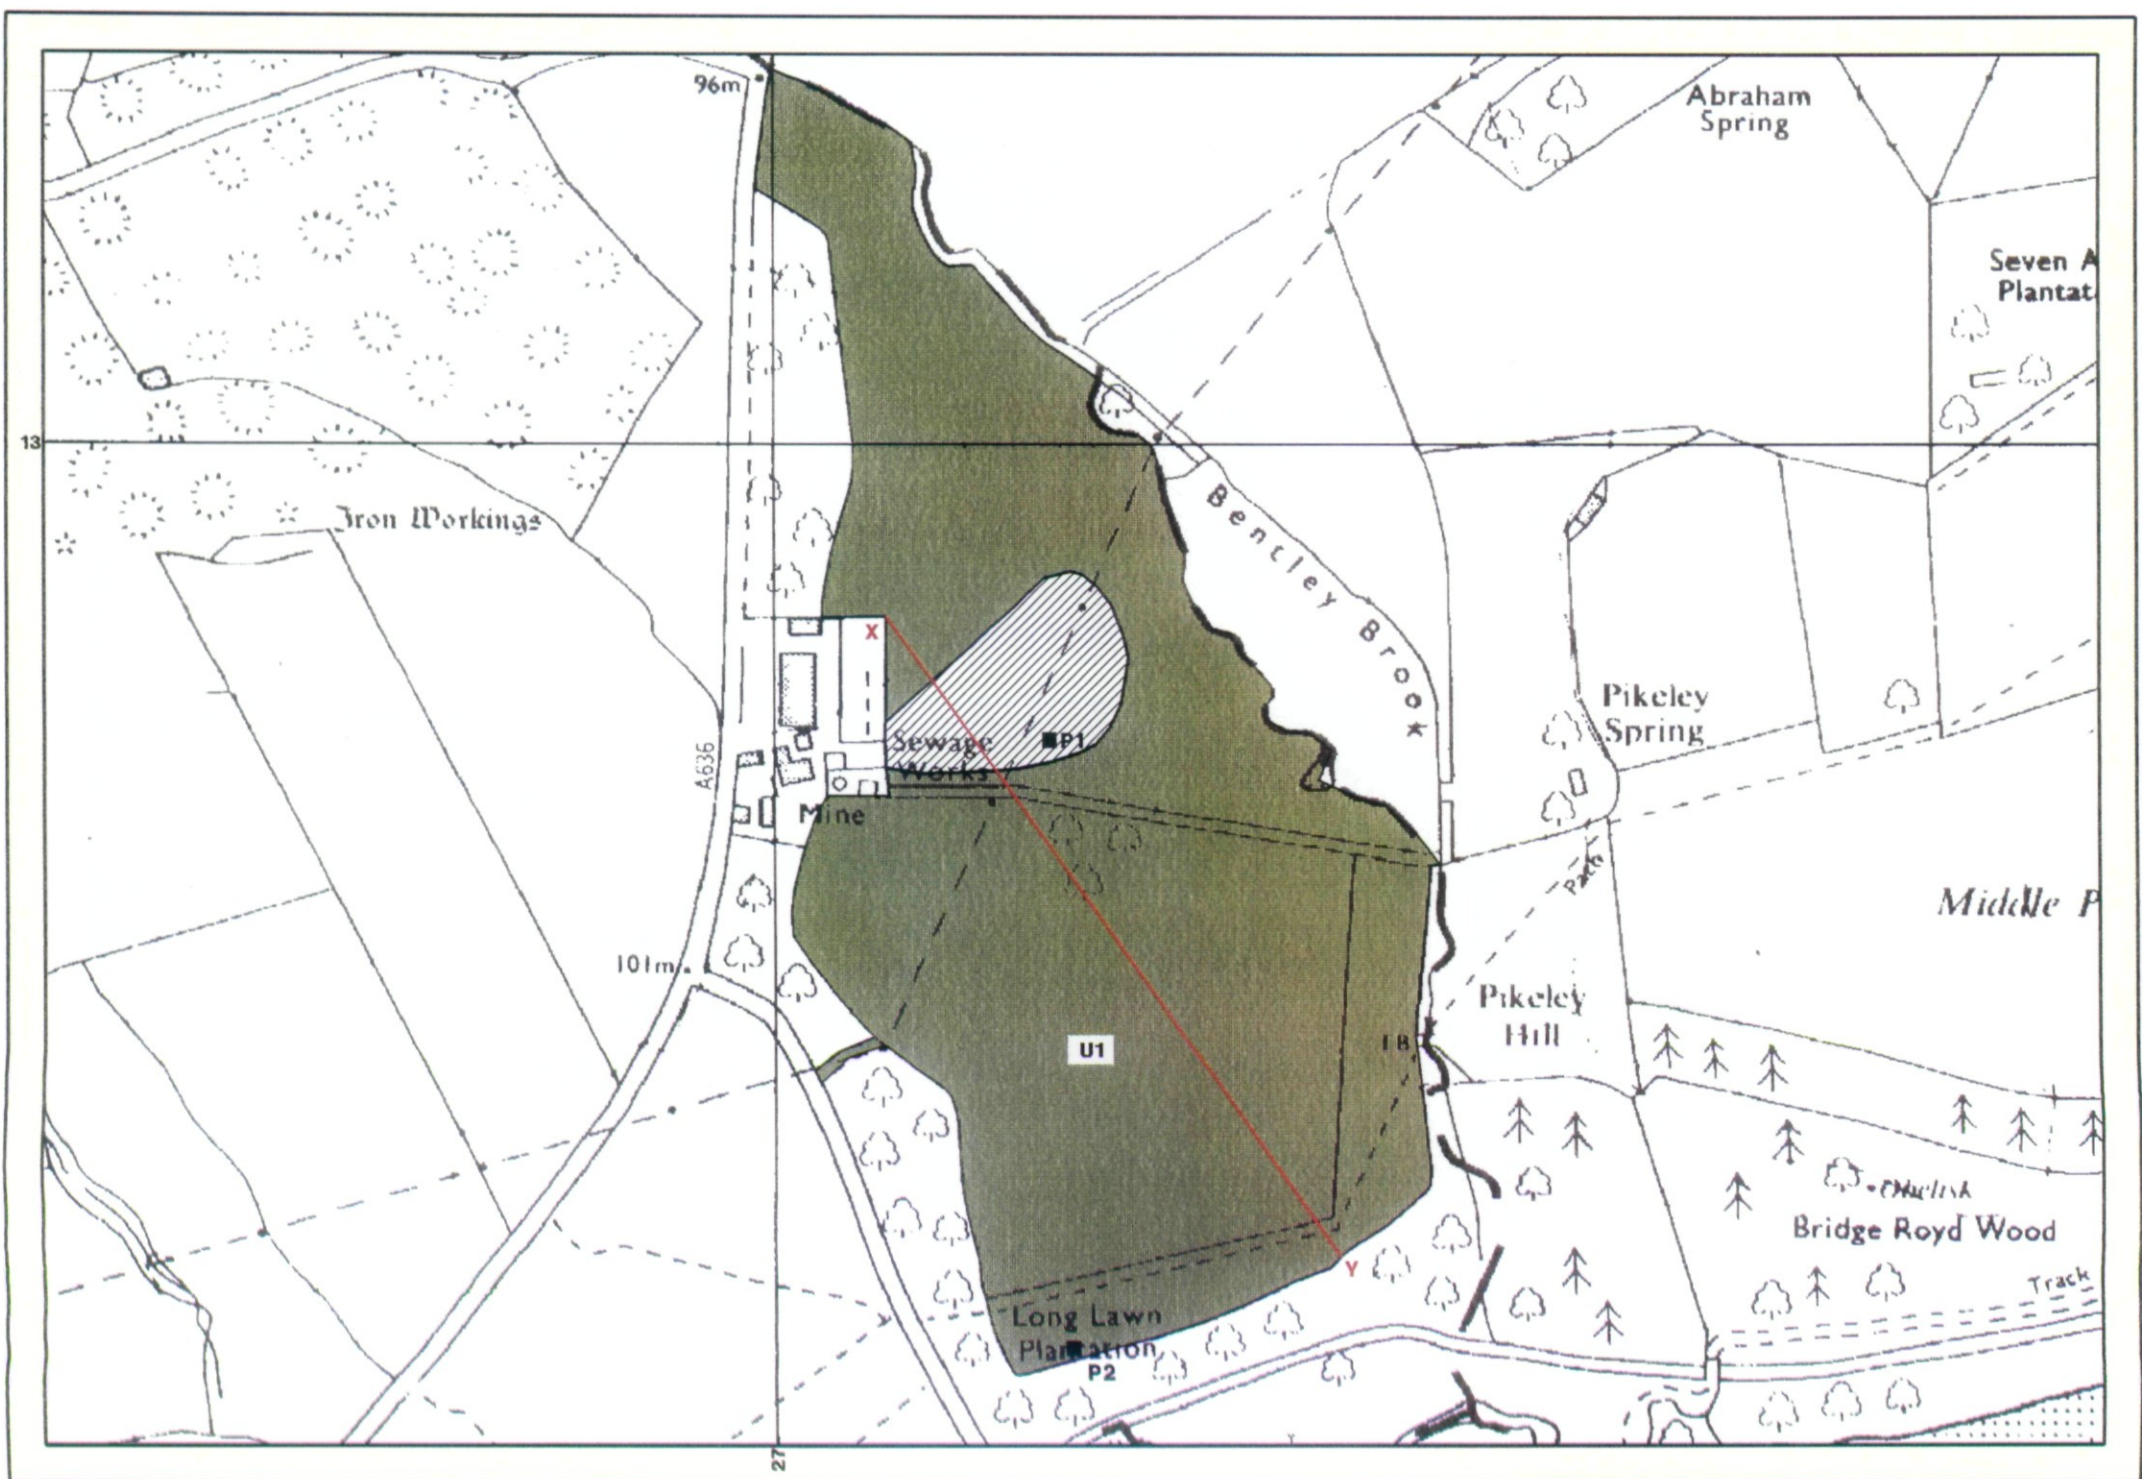 96m
Abraham
Spring
Seven A
Plantat
13
Iron Workings
Bentley Brook
X
Pikeley
Spring
Sewage
Works
P1
A636
Mine
Path
Middle P
101m
Pikeley
Hill
U1
FB
Bridge Royd Wood
Y
Track
Long Lawn
Plantation
P2
27